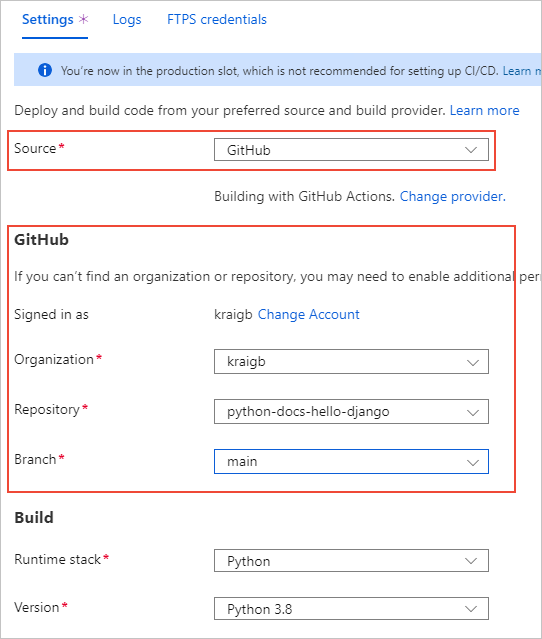 Settings * Logs FTPS credentials
You're now in the production slot, which is not recommended for setting up CI/CD. Learn m
Deploy and build code from your preferred source and build provider. Learn more
Source* GitHub
Building with GitHub Actions. Change provider.
GitHub
If you can't find an organization or repository, you may need to enable additional per
Signed in as kraigb Change Account
Organization* kraigb
Repository* python-docs-hello-django
Branch* main
Build
Runtime stack* Python
Version* Python 3.8